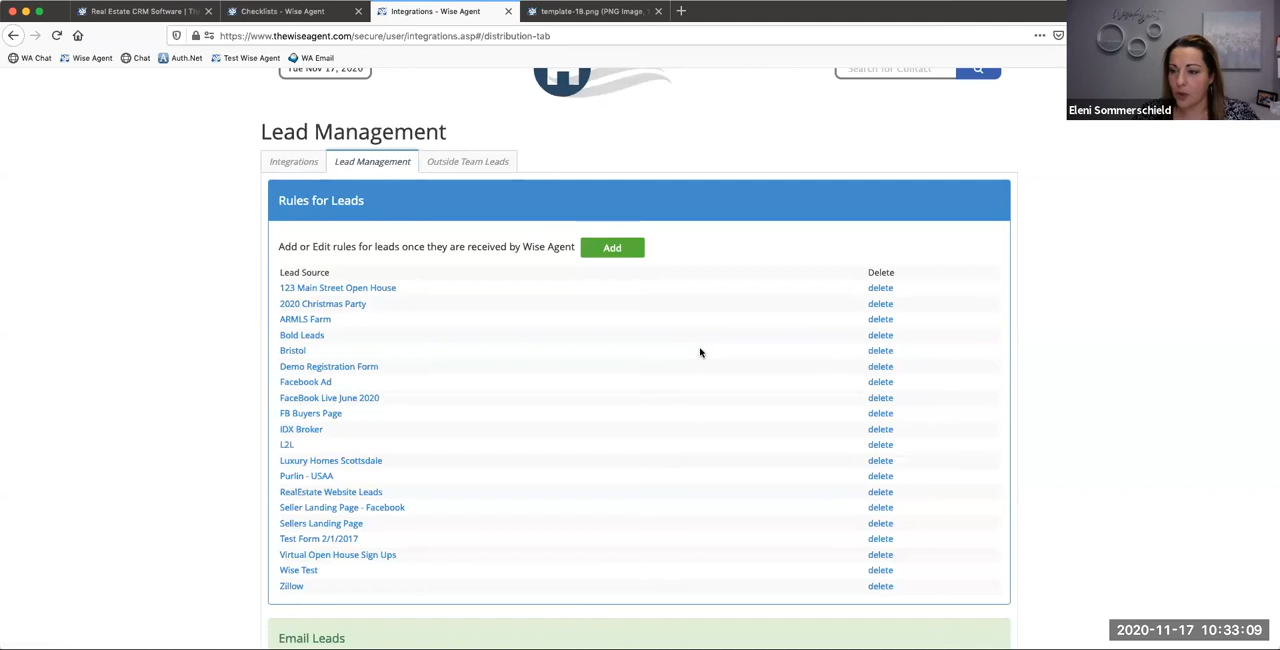 Real Estate CRM Software | The
Checklists - Wise Agent
Integrations - Wise Agent
template-18.png (PNG Image, 1
https://www.thewiseagent.com/secure/user/integrations.asp#/distribution-tab
WA Chat
Wise Agent
Chat
Auth.Net
Test Wise Agent
WA Email
Tue Nov 17, 2020
Search for Contact
Eleni Sommerschield
Lead Management
Integrations
Lead Management
Outside Team Leads
Rules for Leads
Add or Edit rules for leads once they are received by Wise Agent Add
Lead Source Delete
123 Main Street Open House delete
2020 Christmas Party delete
ARMLS Farm delete
Bold Leads delete
Bristol delete
Demo Registration Form delete
Facebook Ad delete
FaceBook Live June 2020 delete
FB Buyers Page delete
IDX Broker delete
L2L delete
Luxury Homes Scottsdale delete
Purlin - USAA delete
RealEstate Website Leads delete
Seller Landing Page - Facebook delete
Sellers Landing Page delete
Test Form 2/1/2017 delete
Virtual Open House Sign Ups delete
Wise Test delete
Zillow delete
Email Leads
2020-11-17 10:33:09